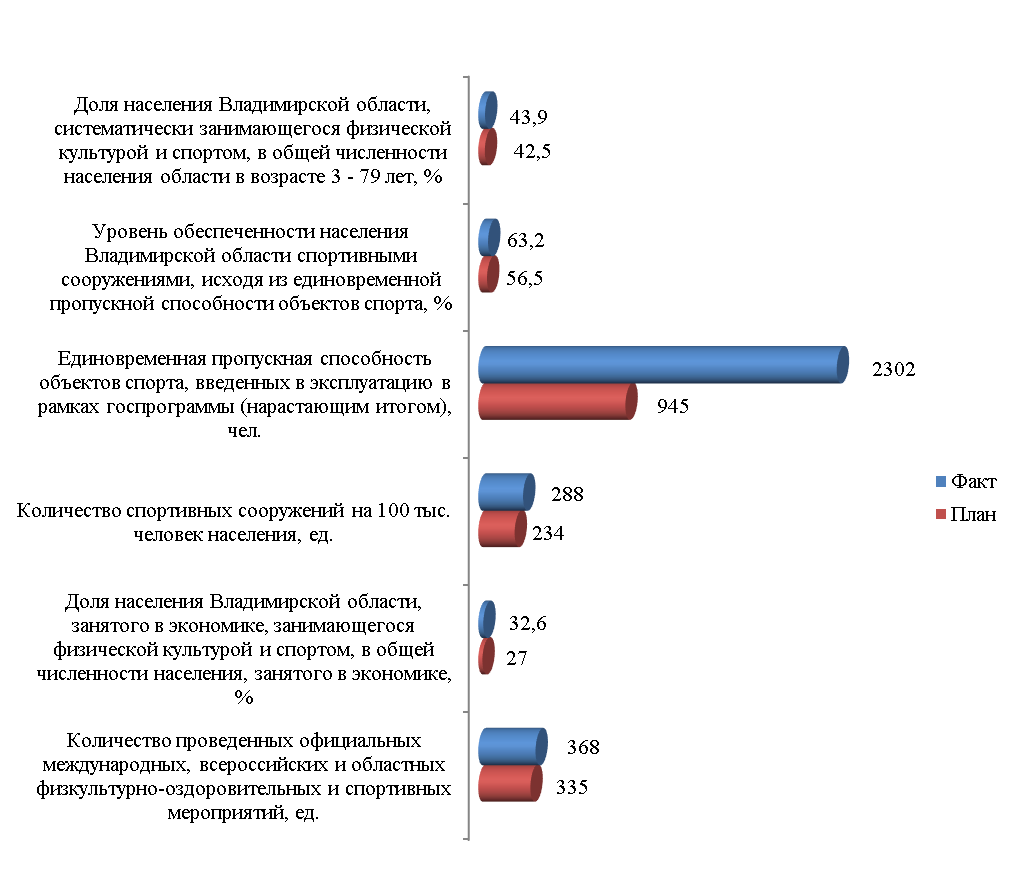 Доля населения Владимирской области,
систематически занимающегося физической
культурой и спортом, в общей численности
населения области в возрасте 3 - 79 лет, %
43,9
42,5
Уровень обеспеченности населения
Владимирской области спортивными
сооружениями, исходя из единовременной
пропускной способности объектов спорта, %
63,2
56,5
Единовременная пропускная способность
объектов спорта, введенных в эксплуатацию в
рамках госпрограммы (нарастающим итогом),
чел.
2302
945
Количество спортивных сооружений на 100 тыс.
человек населения, ед.
288
234
Доля населения Владимирской области,
занятого в экономике, занимающегося
физической культурой и спортом, в общей
численности населения, занятого в экономике,
%
32,6
27
Количество проведенных официальных
международных, всероссийских и областных
физкультурно-оздоровительных и спортивных
мероприятий, ед.
368
335
Факт
План